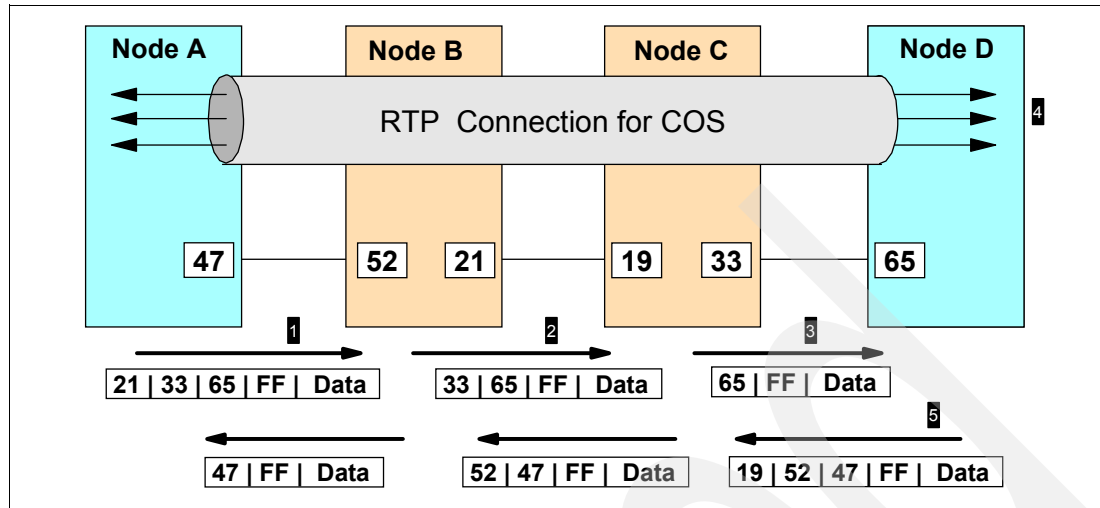 Node A Node B Node C Node D
RTP Connection for COS
4
47 52 21 19 33 65
1 2 3
21 | 33 | 65 | FF | Data 33 | 65 | FF | Data 65 | FF | Data
5
47 | FF | Data 52 | 47 | FF | Data 19 | 52 | 47 | FF | Data